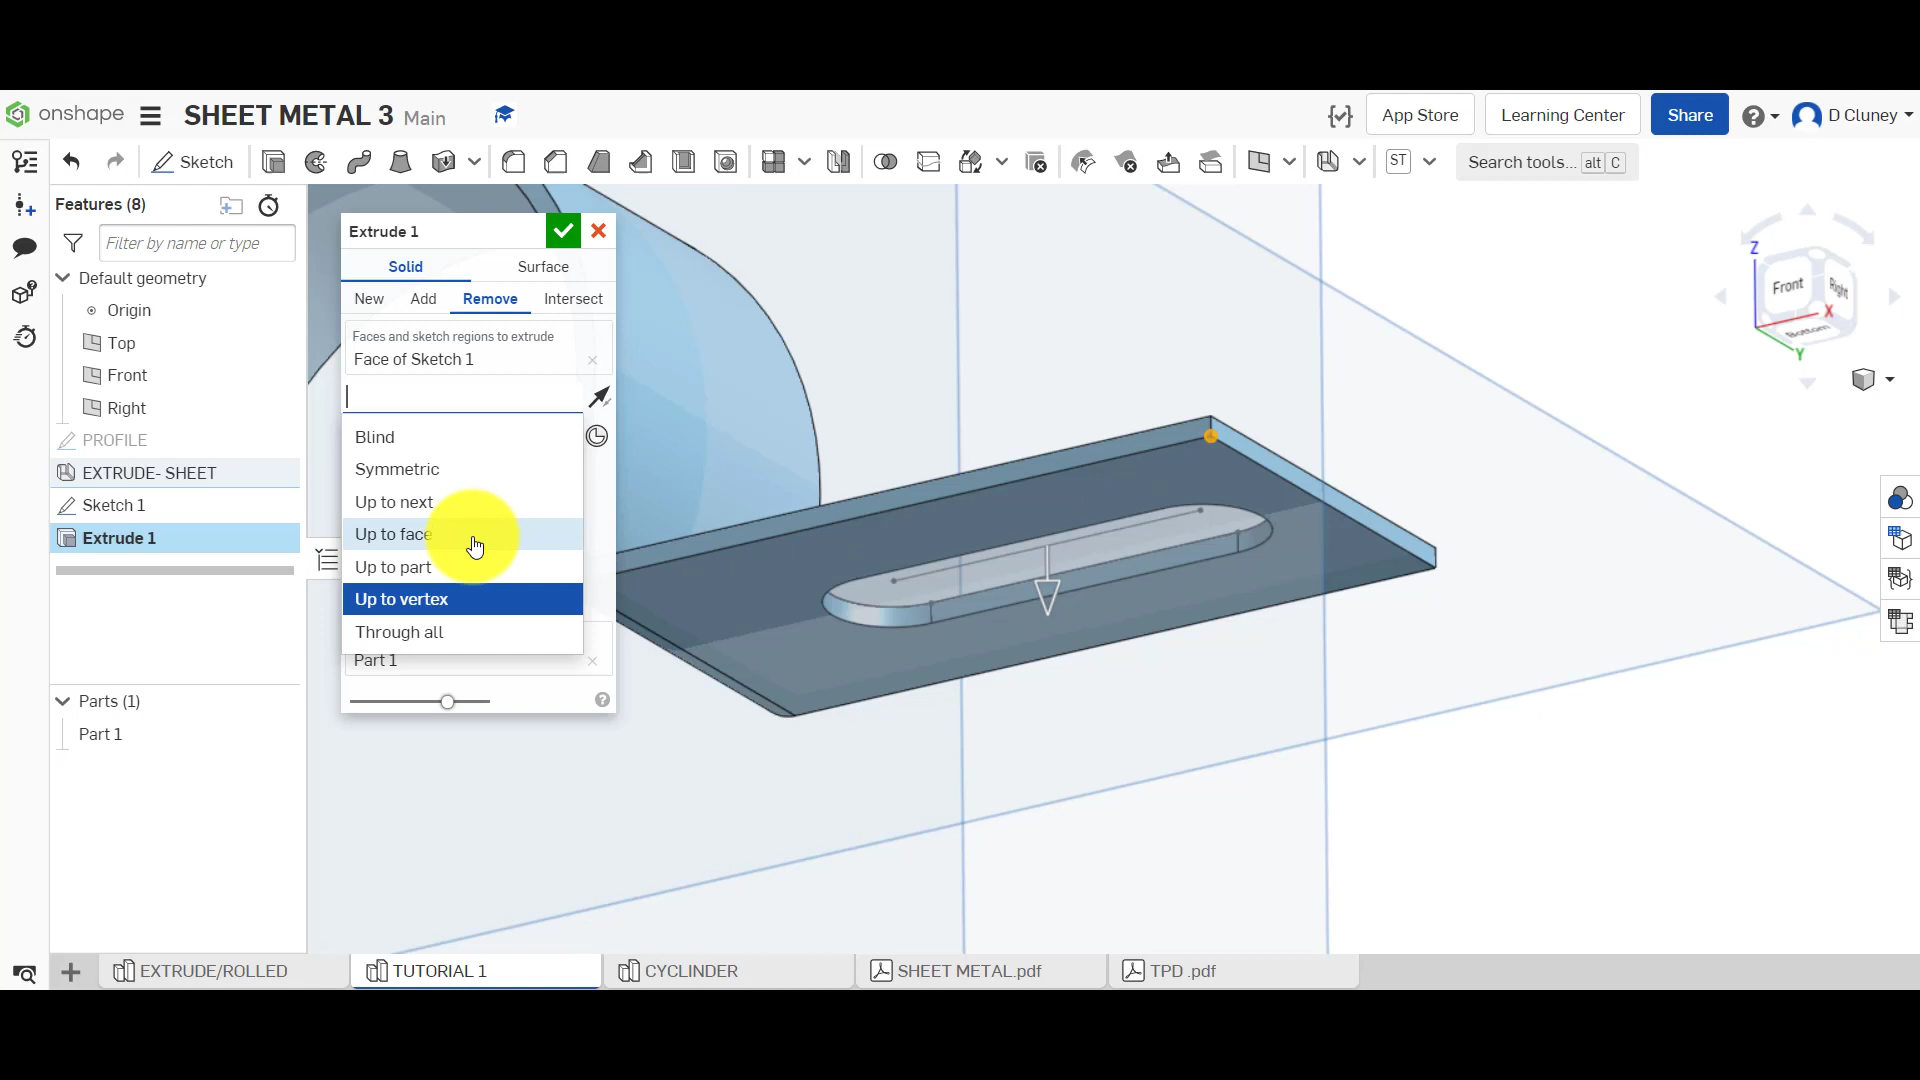 onshape SHEET METAL 3 Main App Store Learning Center Share D Cluney
Sketch ST Search tools... alt C
Features (8)
Filter by name or type
Default geometry
Origin
Top
Front
Right
PROFILE
EXTRUDE- SHEET
Sketch 1
Extrude 1
Parts (1)
Part 1
Extrude 1
Solid Surface
New Add Remove Intersect
Faces and sketch regions to extrude
Face of Sketch 1
Blind
Symmetric
Up to next
Up to face
Up to part
Up to vertex
Through all
Part 1
Z
Front Right
X
Bottom
Y
EXTRUDE/ROLLED TUTORIAL 1 CYCLINDER SHEET METAL.pdf TPD .pdf